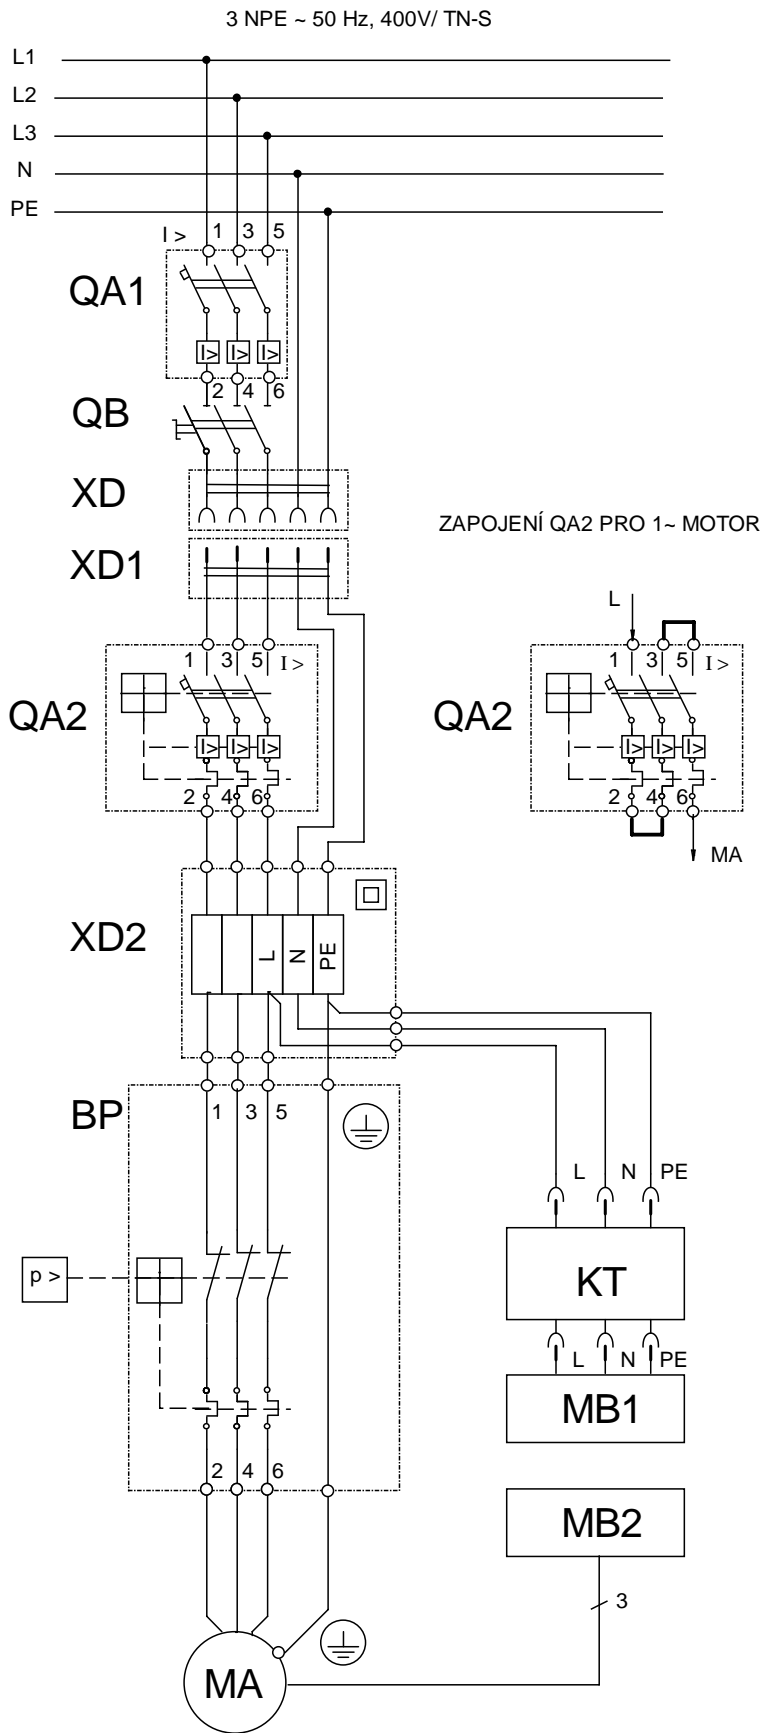 3 NPE ~ 50 Hz, 400V/ TN-S
L1
L2
L3
N
PE
I > 1 3 5
QA1
I> I> I>
2 4 6
QB
XD
XD1
ZAPOJENÍ QA2 PRO 1~ MOTOR
L
1 3 5 I >
1 3 5 I >
QA2
QA2
I> I> I>
I> I> I>
2 4 6
2 4 6
MA
XD2
L N PE
BP
1 3 5
L N PE
p >
KT
L N PE
MB1
2 4 6
MB2
3
MA